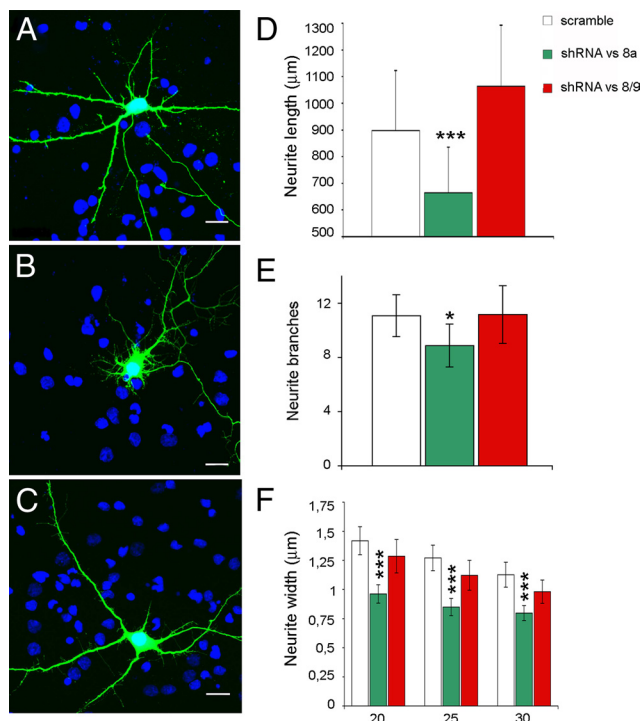 A
B
C
D
Neurite length (µm)
1300
1200
1100
1000
900
800
700
600
500
***
scramble
shRNA vs 8a
shRNA vs 8/9
E
Neurite branches
12
8
4
0
*
F
Neurite width (µm)
1,75
1,5
1,25
1
0,75
0,5
0,25
0
***
***
***
20 25 30